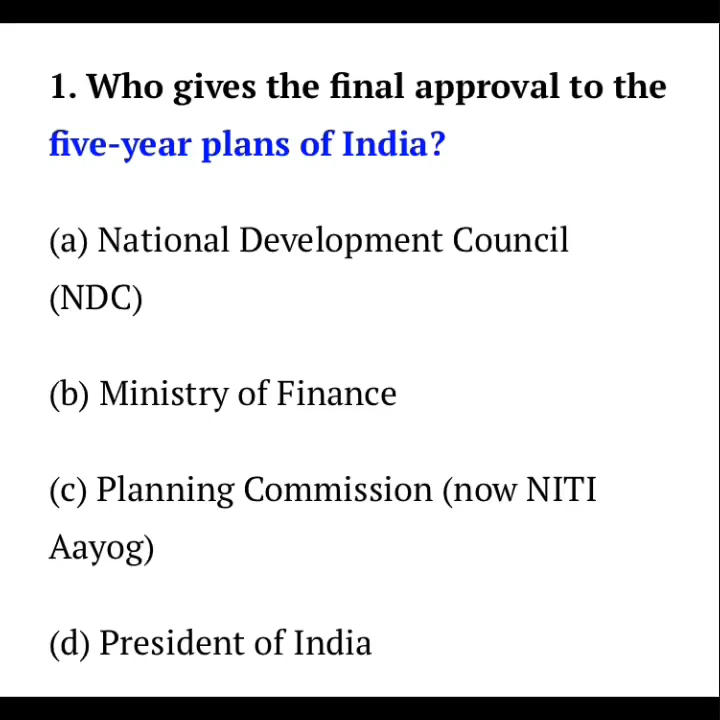 1. Who gives the final approval to the
five-year plans of India?
(a) National Development Council
(NDC)
(b) Ministry of Finance
(c) Planning Commission (now NITI
Aayog)
(d) President of India